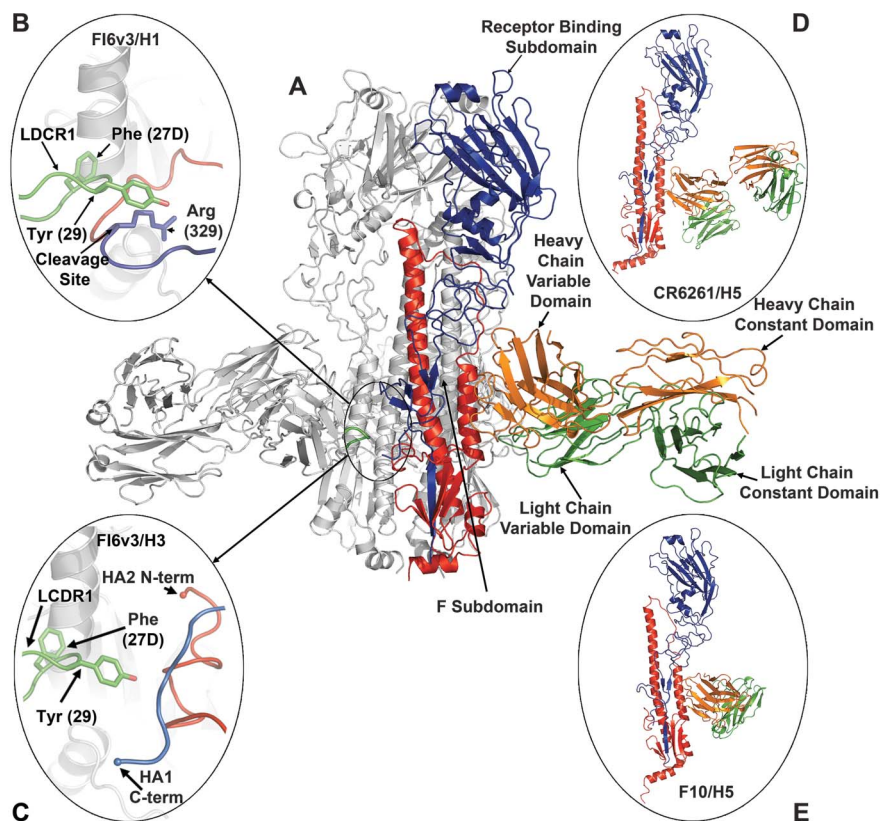 B
FI6v3/H1
LDCR1
Phe
(27D)
Tyr (29)
Arg
(329)
Cleavage
Site
A
Receptor Binding
Subdomain
D
CR6261/H5
Heavy
Chain
Variable
Domain
Heavy Chain
Constant Domain
Light Chain
Variable Domain
Light Chain
Constant Domain
F Subdomain
FI6v3/H3
HA2 N-term
LCDR1
Phe
(27D)
Tyr (29)
HA1
C-term
C
F10/H5
E